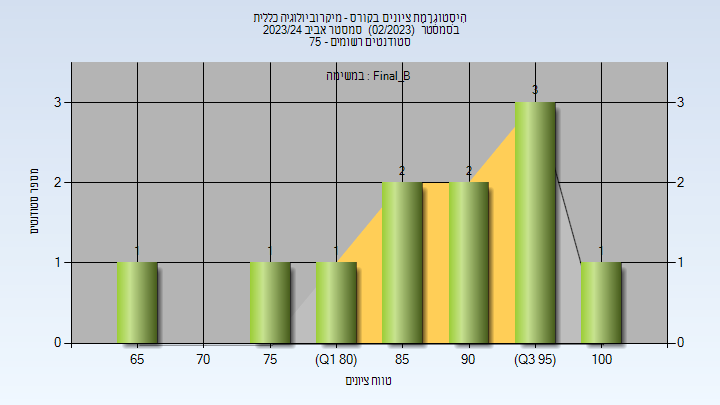 היסטוגרמת ציונים בקורס - מיקרוביולוגיה כללית
בסמסטר (02/2023) סמסטר אביב 2023/24
סטודנטים רשומים - 75
במשימה : Final_B
מספר סטודנטים
3
2
1
0
1
1
1
2
2
3
1
3
2
1
0
65
70
75
(Q1 80)
85
90
(Q3 95)
100
טווח ציונים